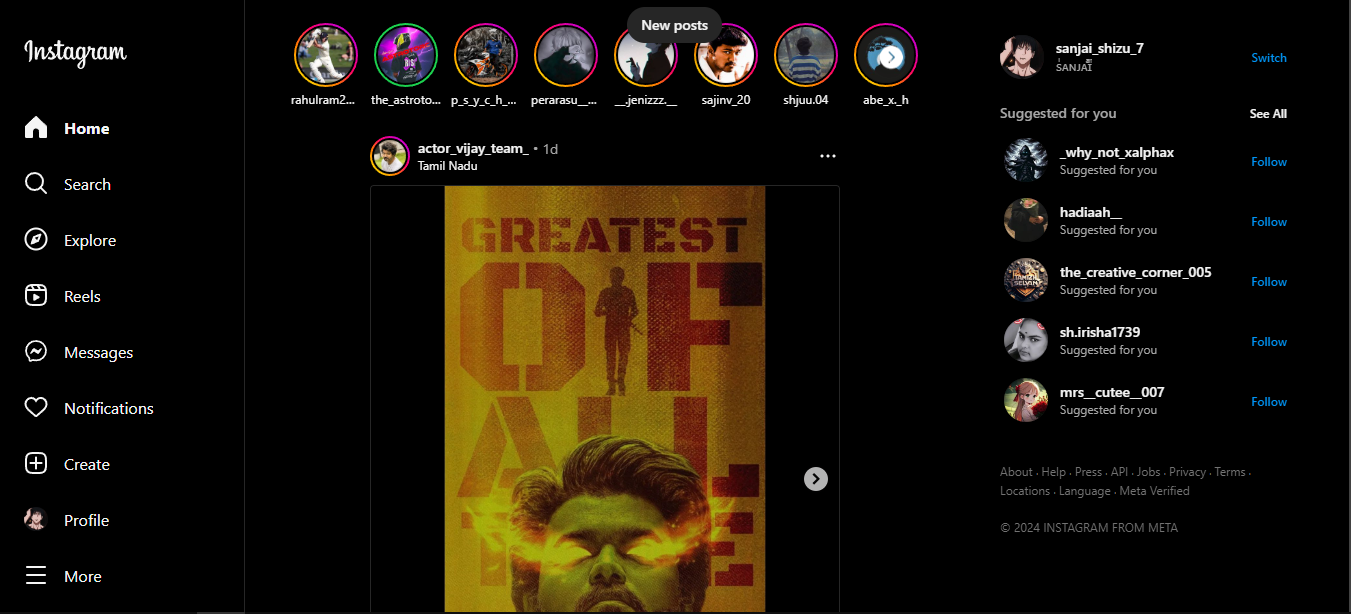 Instagram
Home
Search
Explore
Reels
Messages
Notifications
Create
Profile
More
New posts
rahulram2...
the_astroto...
p_s_y_c_h_...
perarasu__...
__.jenizzz.__
sajinv_20
shjuu.04
abe_x._h
actor_vijay_team_ • 1d
Tamil Nadu
GREATEST
OF
ALL
sanjai_shizu_7
Switch
Suggested for you
See All
_why_not_xalphax
Suggested for you
Follow
hadiaah__
Suggested for you
Follow
the_creative_corner_005
Suggested for you
Follow
sh.irisha1739
Suggested for you
Follow
mrs__cutee__007
Suggested for you
Follow
About · Help · Press · API · Jobs · Privacy · Terms ·
Locations · Language · Meta Verified
© 2024 INSTAGRAM FROM META